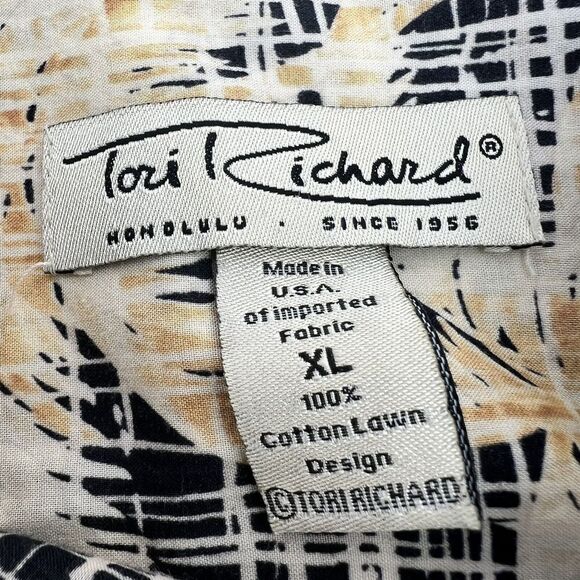 Tori Richard®
HONOLULU · SINCE 1956
Made in
U.S.A.
of imported
Fabric
XL
100%
Cotton Lawn
Design
©TORI RICHARD